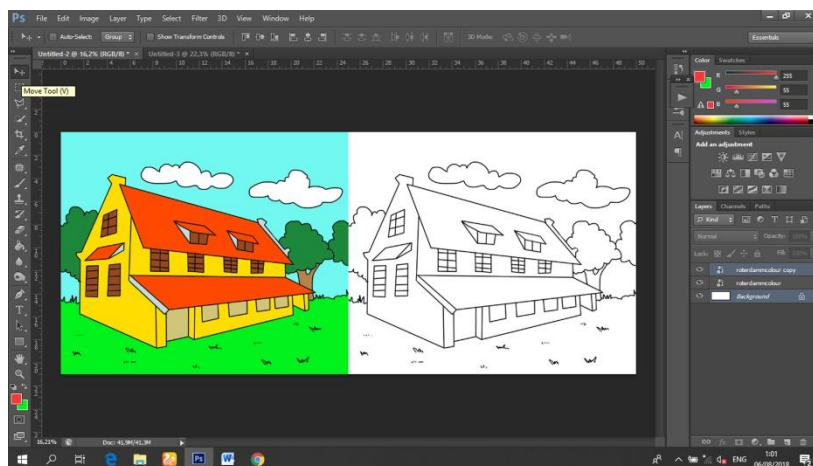 Ps File Edit Image Layer Type Select Filter 3D View Window Help
Auto-Select: Group Show Transform Controls 3D Mode: Essentials
Untitled-2 @ 16,2% (RGB/8) * × Untitled-3 @ 22,3% (RGB/8) * ×
Move Tool (V)
Color Swatches
R 255
G 55
B 55
Adjustments Styles
Add an adjustment
Layers Channels Paths
Kind
Normal Opacity: 100%
Lock: Fill: 100%
roterdammcolour copy
roterdammcolour
Background
16,21% Doc: 41,9M/41,3M
ENG 1:01
06/08/2018